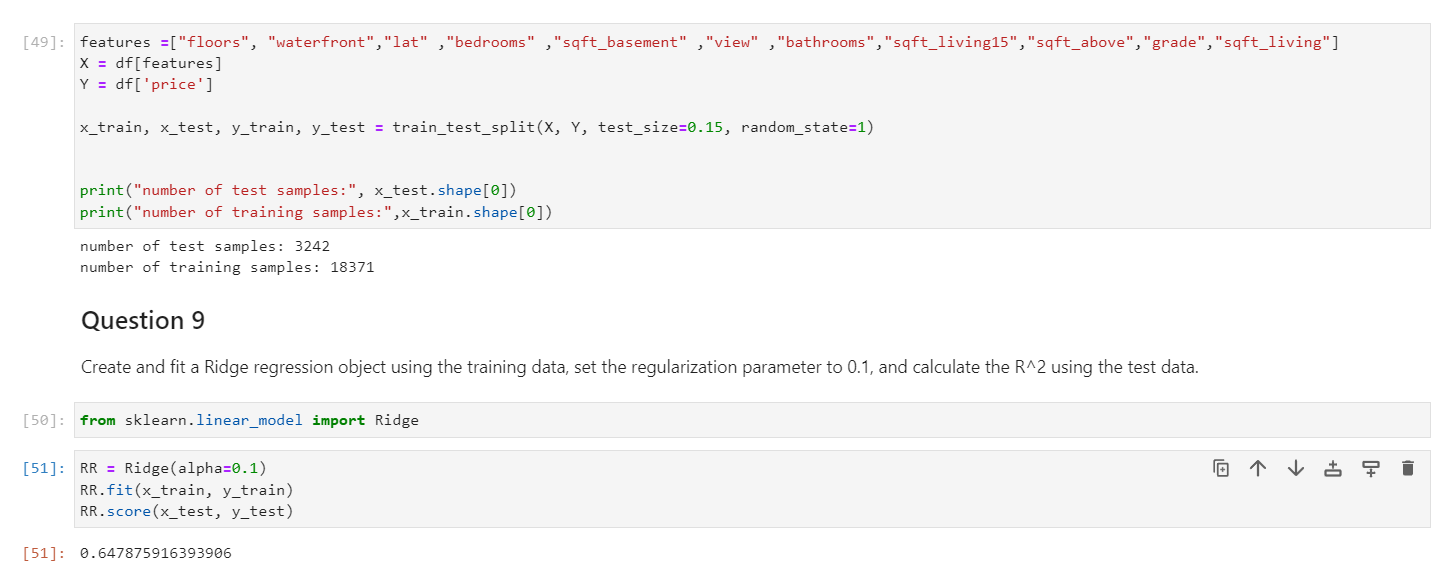 [49]: features =["floors", "waterfront","lat" ,"bedrooms" ,"sqft_basement" ,"view" ,"bathrooms","sqft_living15","sqft_above","grade","sqft_living"]
X = df[features]
Y = df['price']
x_train, x_test, y_train, y_test = train_test_split(X, Y, test_size=0.15, random_state=1)
print("number of test samples:", x_test.shape[0])
print("number of training samples:",x_train.shape[0])
number of test samples: 3242
number of training samples: 18371
Question 9
Create and fit a Ridge regression object using the training data, set the regularization parameter to 0.1, and calculate the R^2 using the test data.
[50]: from sklearn.linear_model import Ridge
[51]: RR = Ridge(alpha=0.1)
RR.fit(x_train, y_train)
RR.score(x_test, y_test)
[51]: 0.647875916393906